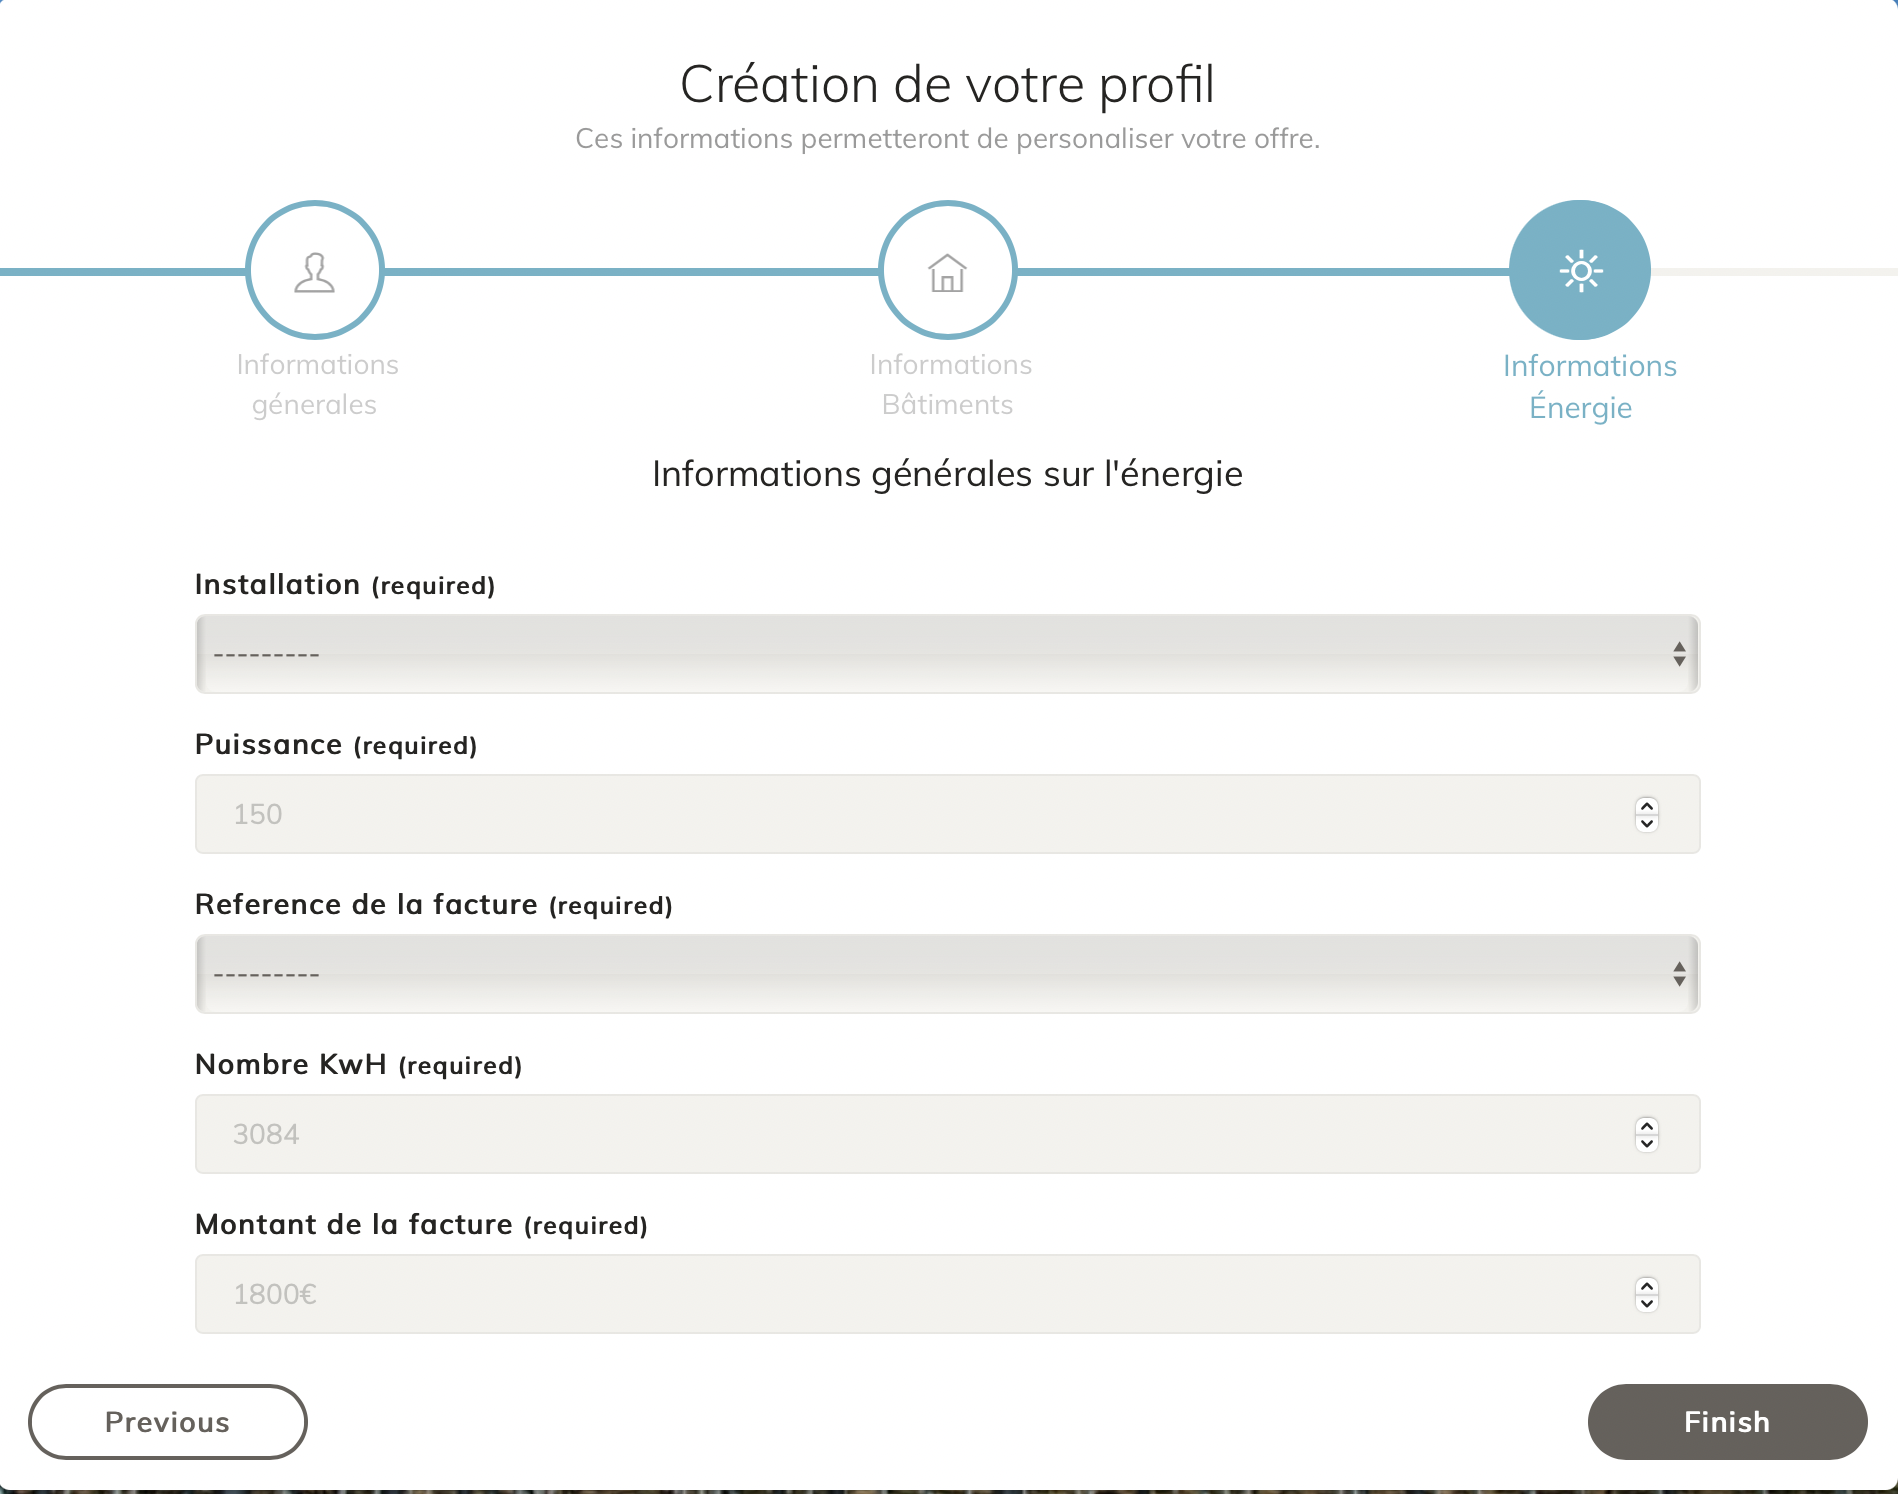 Création de votre profil
Ces informations permetteront de personaliser votre offre.
Informations
génerales
Informations
Bâtiments
Informations
Énergie
Informations générales sur l'énergie
Installation (required)
---------
Puissance (required)
150
Reference de la facture (required)
---------
Nombre KwH (required)
3084
Montant de la facture (required)
1800€
Previous
Finish